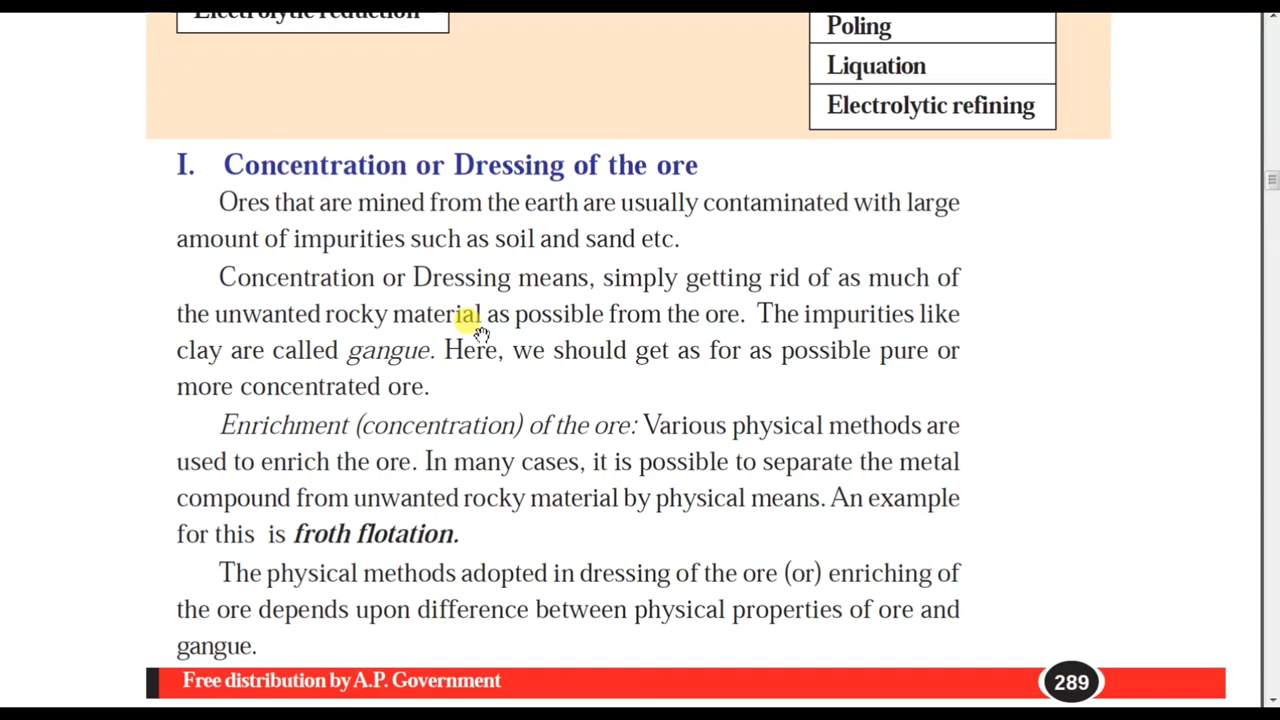 Electrolytic reduction
Poling
Liquation
Electrolytic refining
I. Concentration or Dressing of the ore
Ores that are mined from the earth are usually contaminated with large
amount of impurities such as soil and sand etc.
Concentration or Dressing means, simply getting rid of as much of
the unwanted rocky material as possible from the ore. The impurities like
clay are called gangue. Here, we should get as for as possible pure or
more concentrated ore.
Enrichment (concentration) of the ore: Various physical methods are
used to enrich the ore. In many cases, it is possible to separate the metal
compound from unwanted rocky material by physical means. An example
for this is froth flotation.
The physical methods adopted in dressing of the ore (or) enriching of
the ore depends upon difference between physical properties of ore and
gangue.
Free distribution by A.P. Government
289